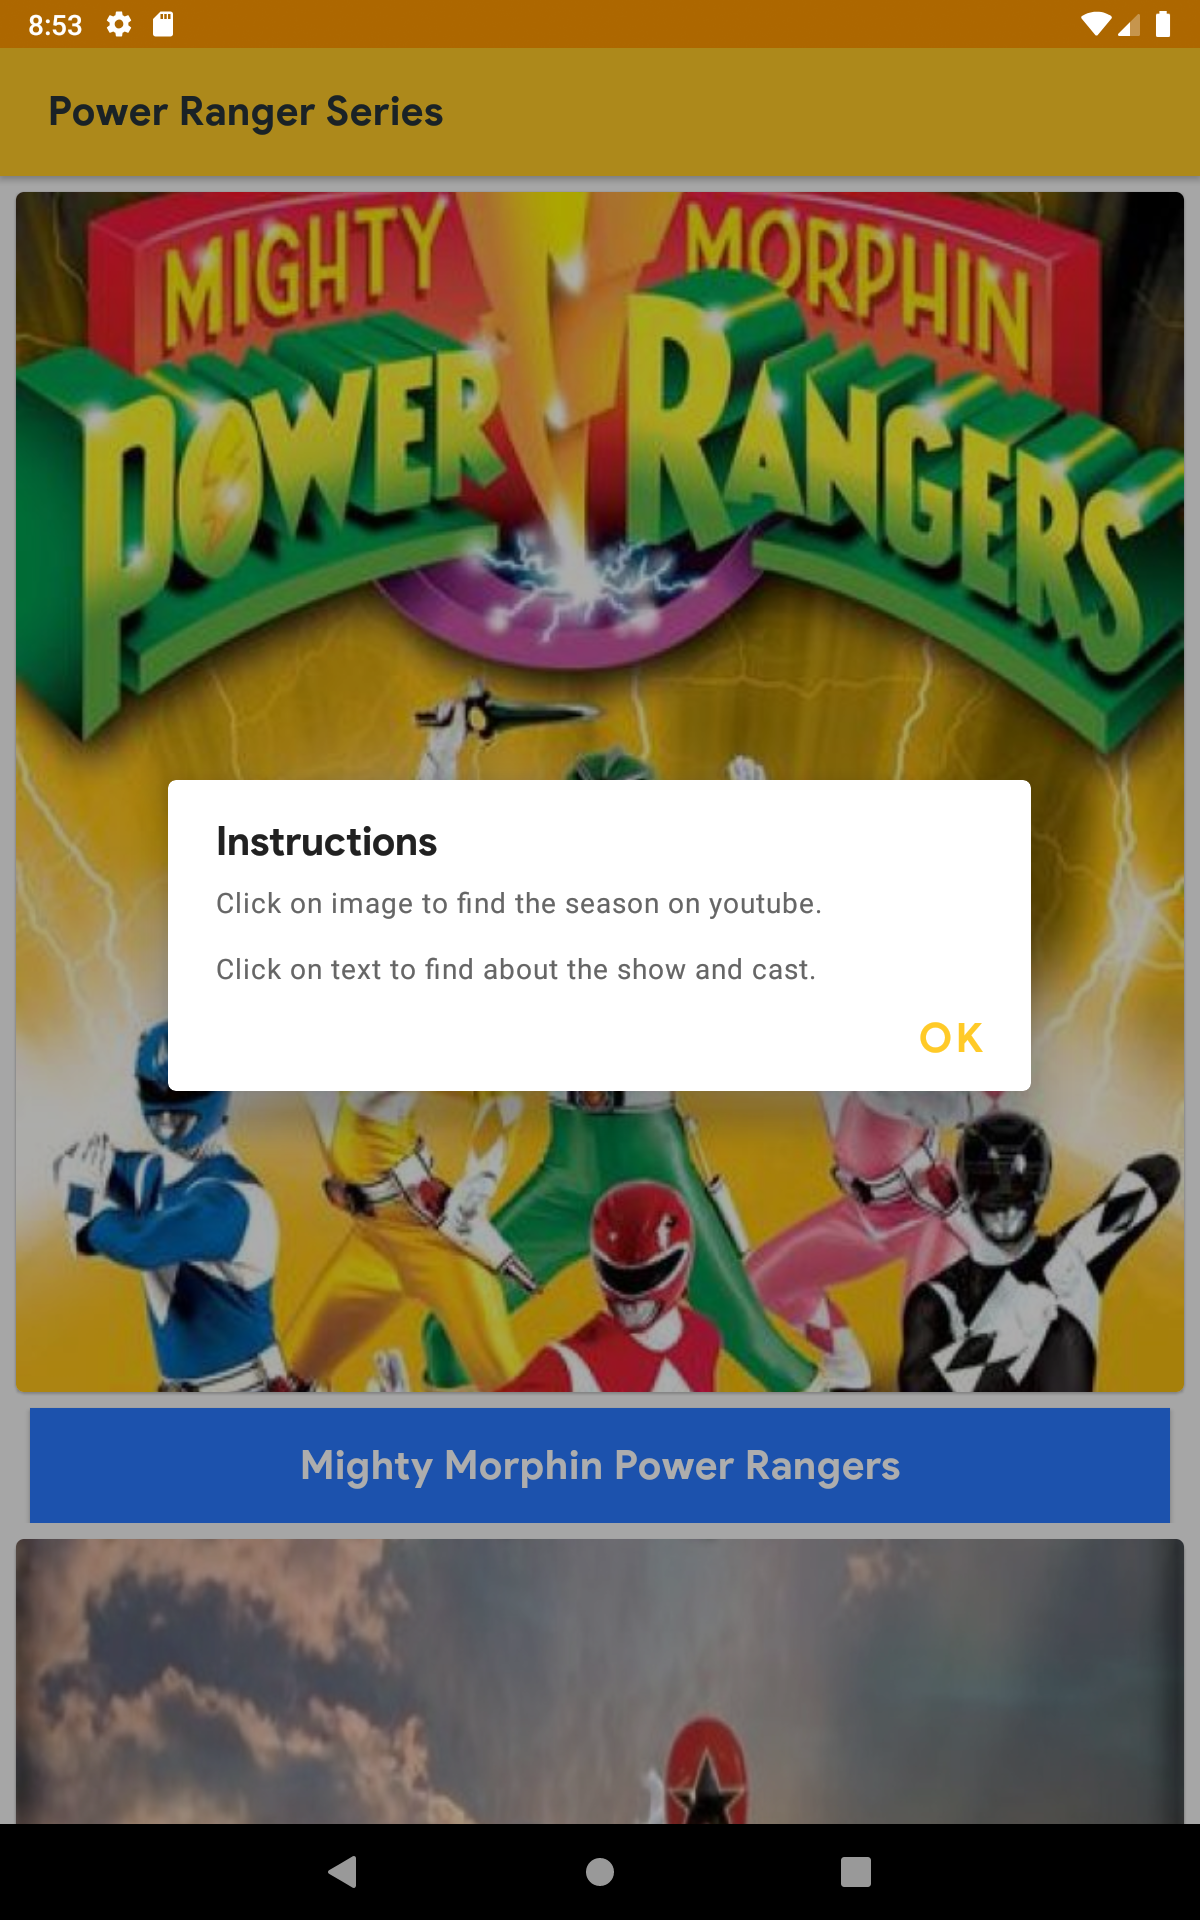 8:53
Power Ranger Series
MIGHTY MORPHIN
POWER RANGERS
Instructions
Click on image to find the season on youtube.
Click on text to find about the show and cast.
OK
Mighty Morphin Power Rangers